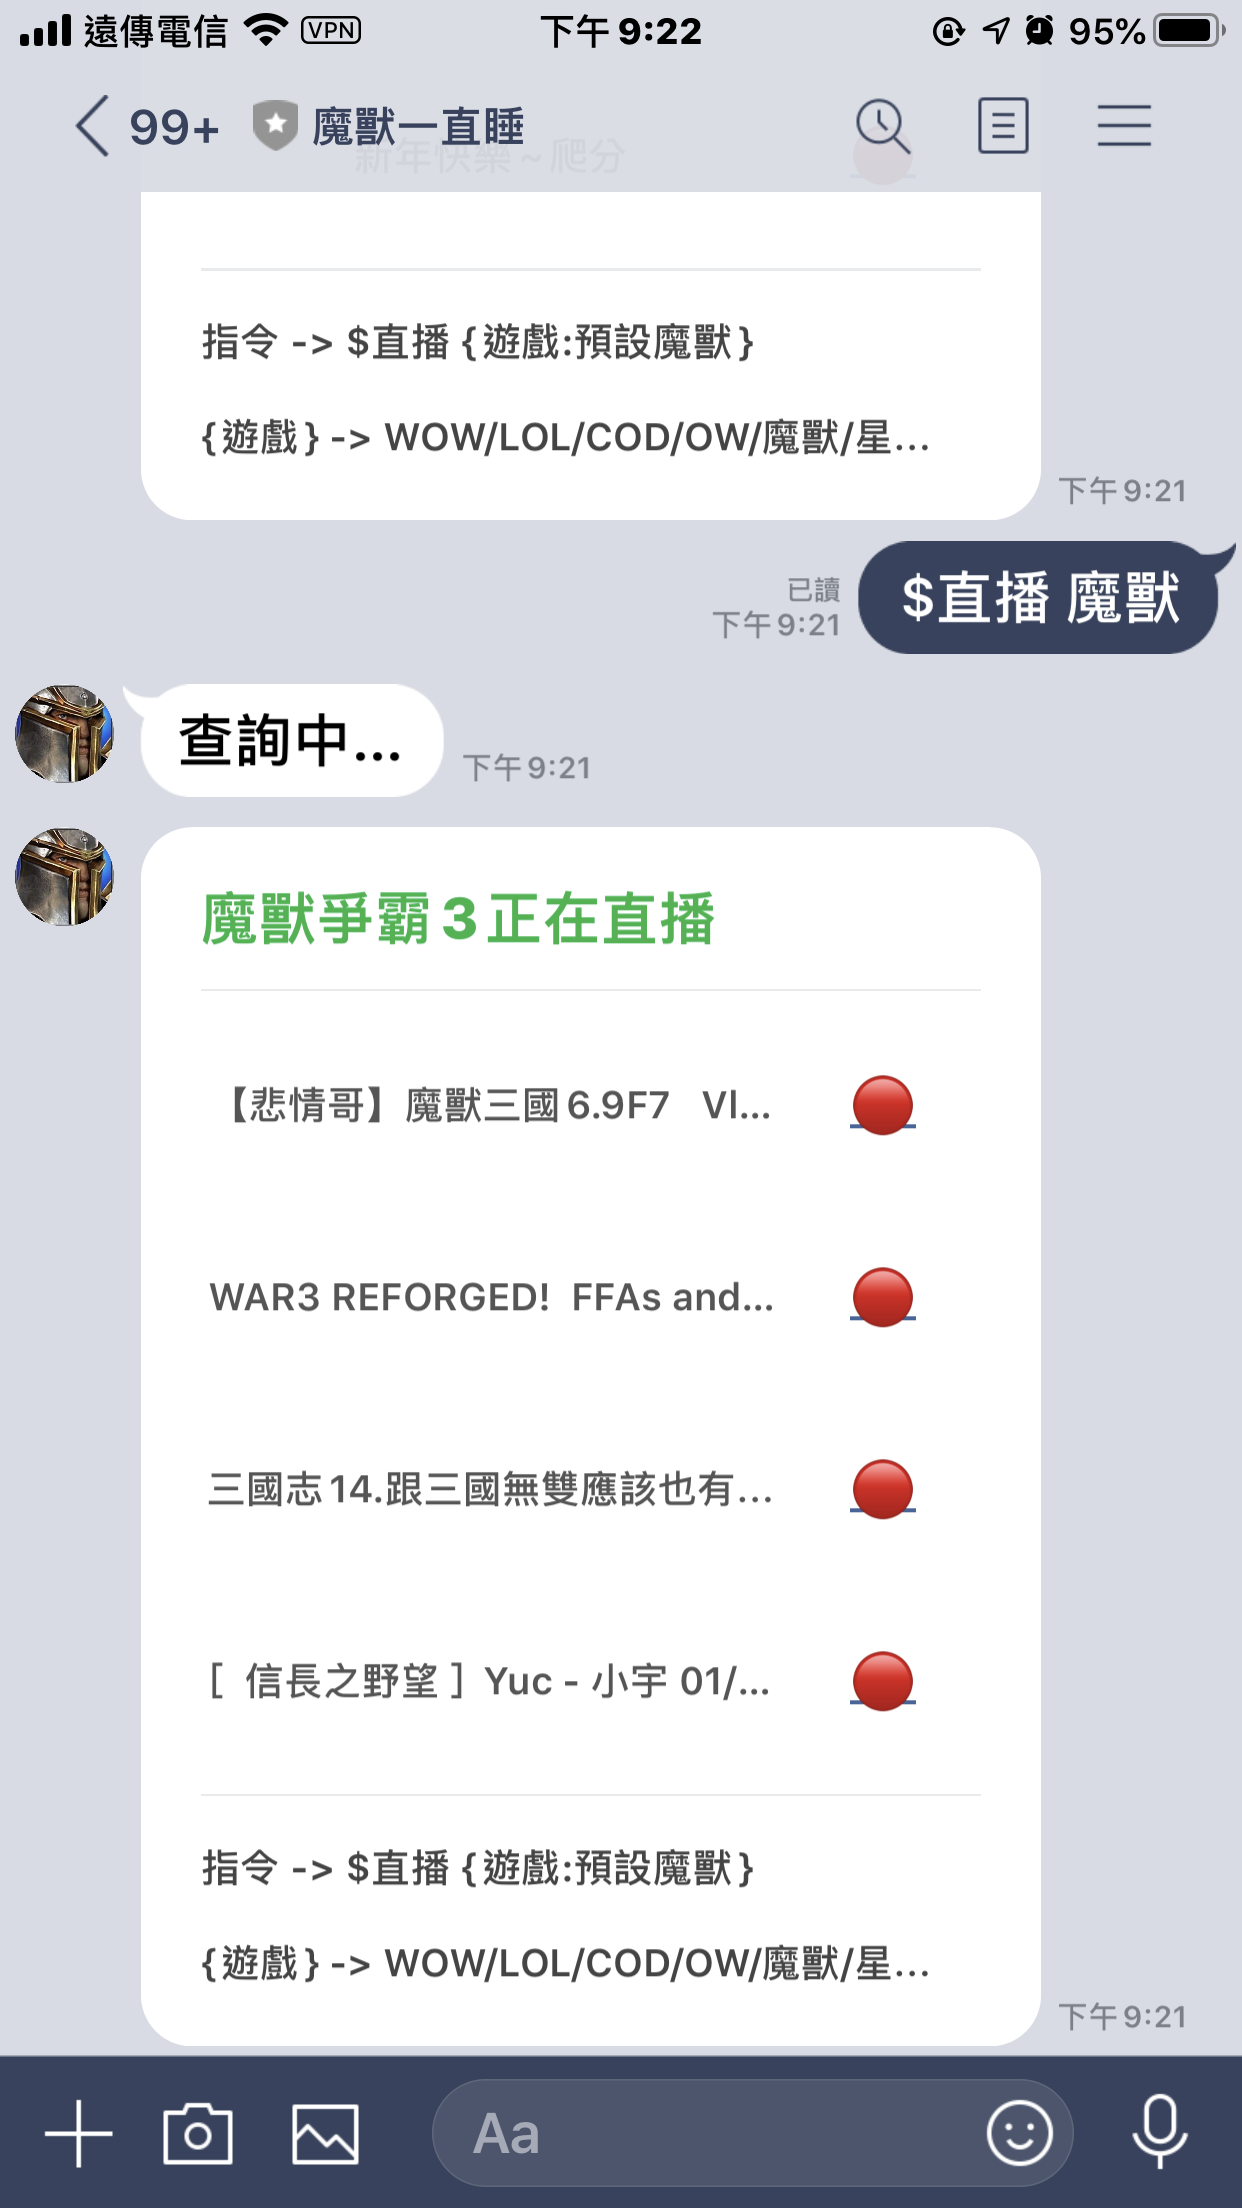 遠傳電信 VPN 下午 9:22 95%
99+ 魔獸一直睡
新年快樂~爬分
指令 -> $直播 {遊戲:預設魔獸}
{遊戲} -> WOW/LOL/COD/OW/魔獸/星...
下午 9:21
$直播 魔獸
已讀
下午 9:21
查詢中...
下午 9:21
魔獸爭霸3正在直播
【悲情哥】魔獸三國6.9F7 VI...
WAR3 REFORGED! FFAs and...
三國志14.跟三國無雙應該也有...
[ 信長之野望 ] Yuc - 小宇 01/...
指令 -> $直播 {遊戲:預設魔獸}
{遊戲} -> WOW/LOL/COD/OW/魔獸/星...
下午 9:21
Aa